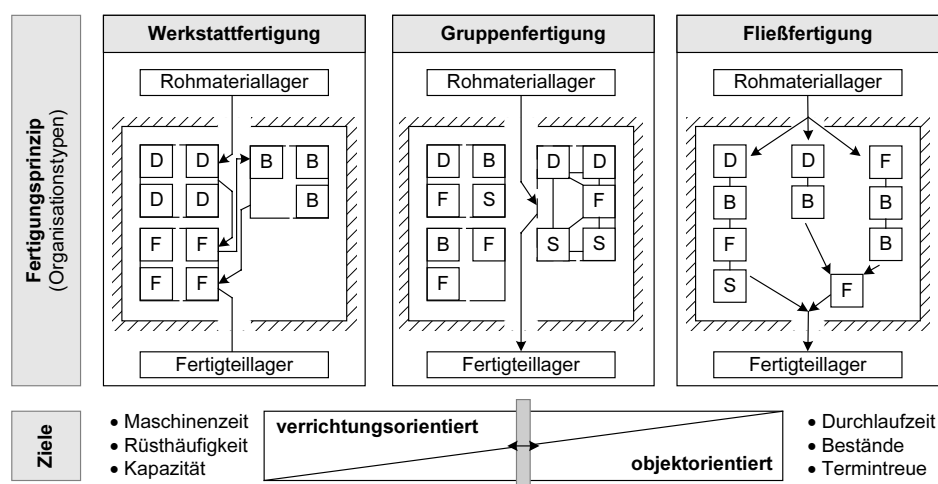 Fertigungsprinzip
(Organisationstypen)
Werkstattfertigung
Rohmateriallager
D D B B
D D B
F F
F F
Fertigteillager
Gruppenfertigung
Rohmateriallager
D B D D
F S F
B F S S
F
Fertigteillager
Fließfertigung
Rohmateriallager
D D F
B B B
F B
S F
Fertigteillager
Ziele
• Maschinenzeit
• Rüsthäufigkeit
• Kapazität
verrichtungsorientiert
objektorientiert
• Durchlaufzeit
• Bestände
• Termintreue